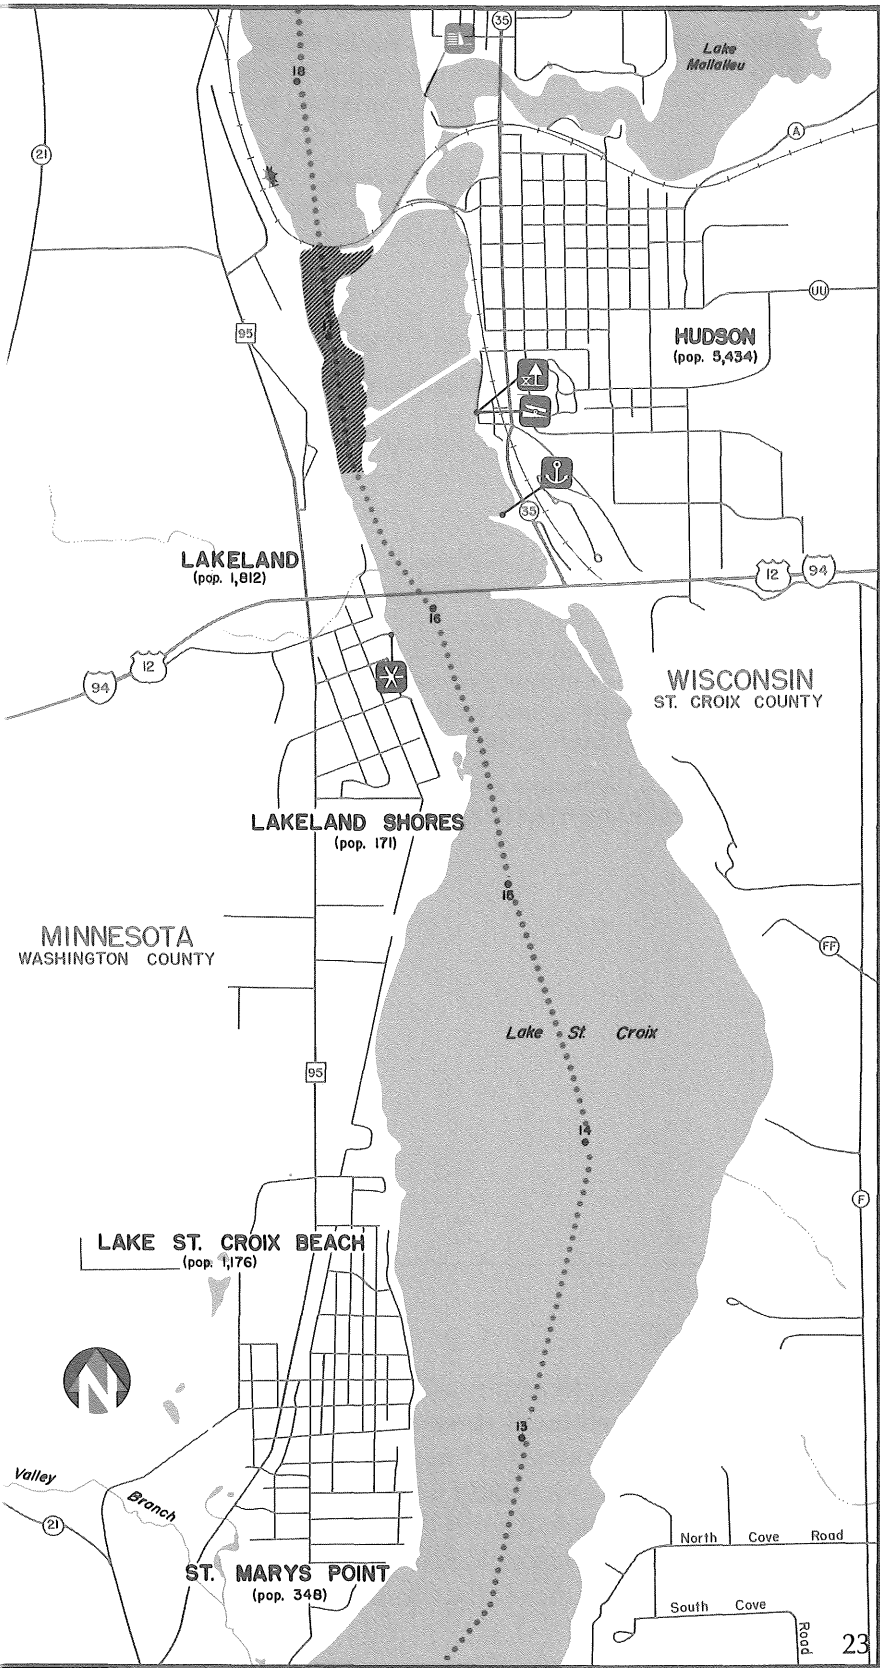 35
Lake
Mallalieu
18
21
A
UU
17
95
HUDSON
(pop. 5,434)
35
LAKELAND
(pop. 1,812)
12
94
16
12
94
WISCONSIN
ST. CROIX COUNTY
LAKELAND SHORES
(pop. 171)
15
MINNESOTA
WASHINGTON COUNTY
FF
Lake St. Croix
95
14
F
LAKE ST. CROIX BEACH
(pop. 1,176)
N
13
Valley
Branch
21
North Cove Road
ST. MARYS POINT
(pop. 348)
South Cove
Road
23